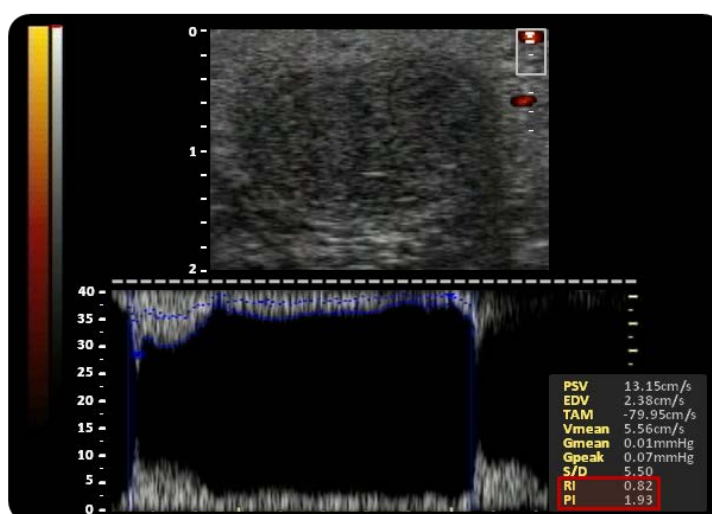 0
1
2
40
35
30
25
20
15
10
5
0
PSV 13.15cm/s
EDV 2.38cm/s
TAM -79.95cm/s
Vmean 5.56cm/s
Gmean 0.01mmHg
Gpeak 0.07mmHg
S/D 5.50
RI 0.82
PI 1.93